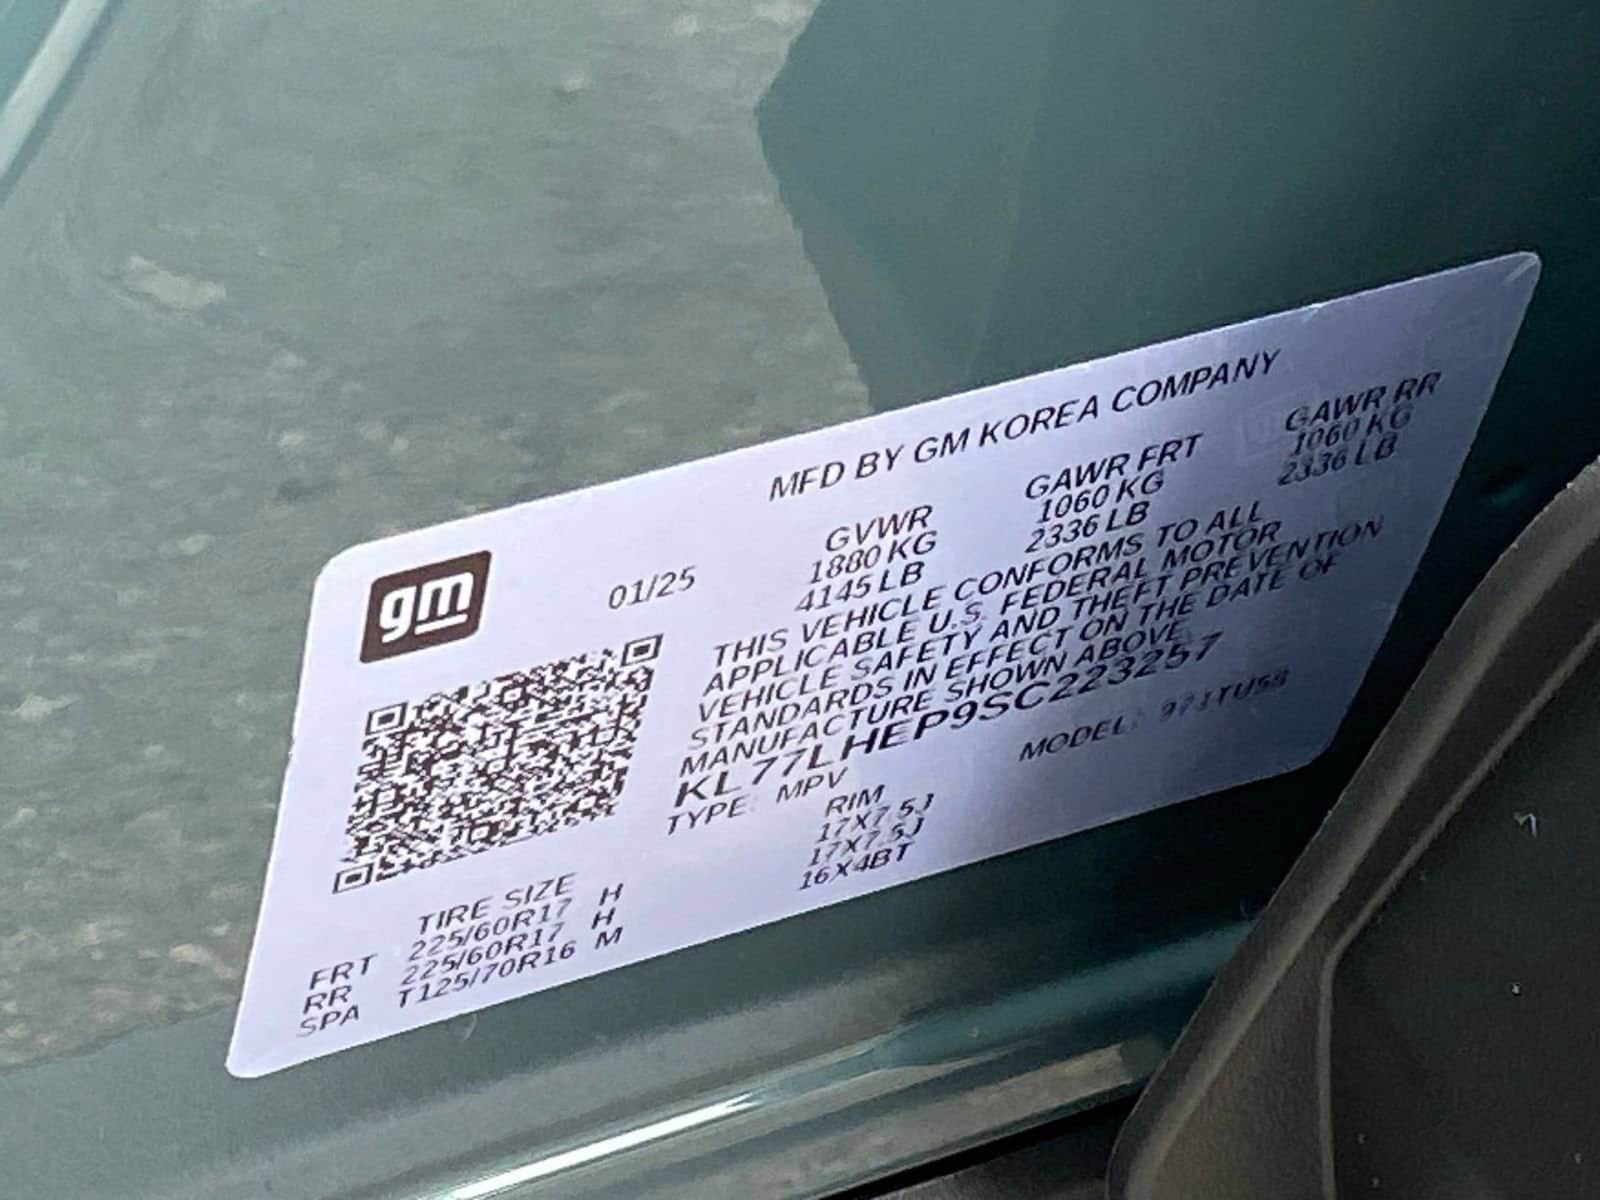 MFD BY GM KOREA COMPANY
gm
01/25
GVWR GAWR FRT GAWR RR
1880 KG 1060 KG 1060 KG
4145 LB 2336 LB 2336 LB
THIS VEHICLE CONFORMS TO ALL
APPLICABLE U.S. FEDERAL MOTOR
VEHICLE SAFETY AND THEFT PREVENTION
STANDARDS IN EFFECT ON THE DATE OF
MANUFACTURE SHOWN ABOVE
KL77LHEP9SC223257
TYPE: MPV MODEL:
TIRE SIZE RIM
FRT 225/60R17 H 17X7.5J
RR 225/60R17 H 17X7.5J
SPA T125/70R16 M 16X4BT